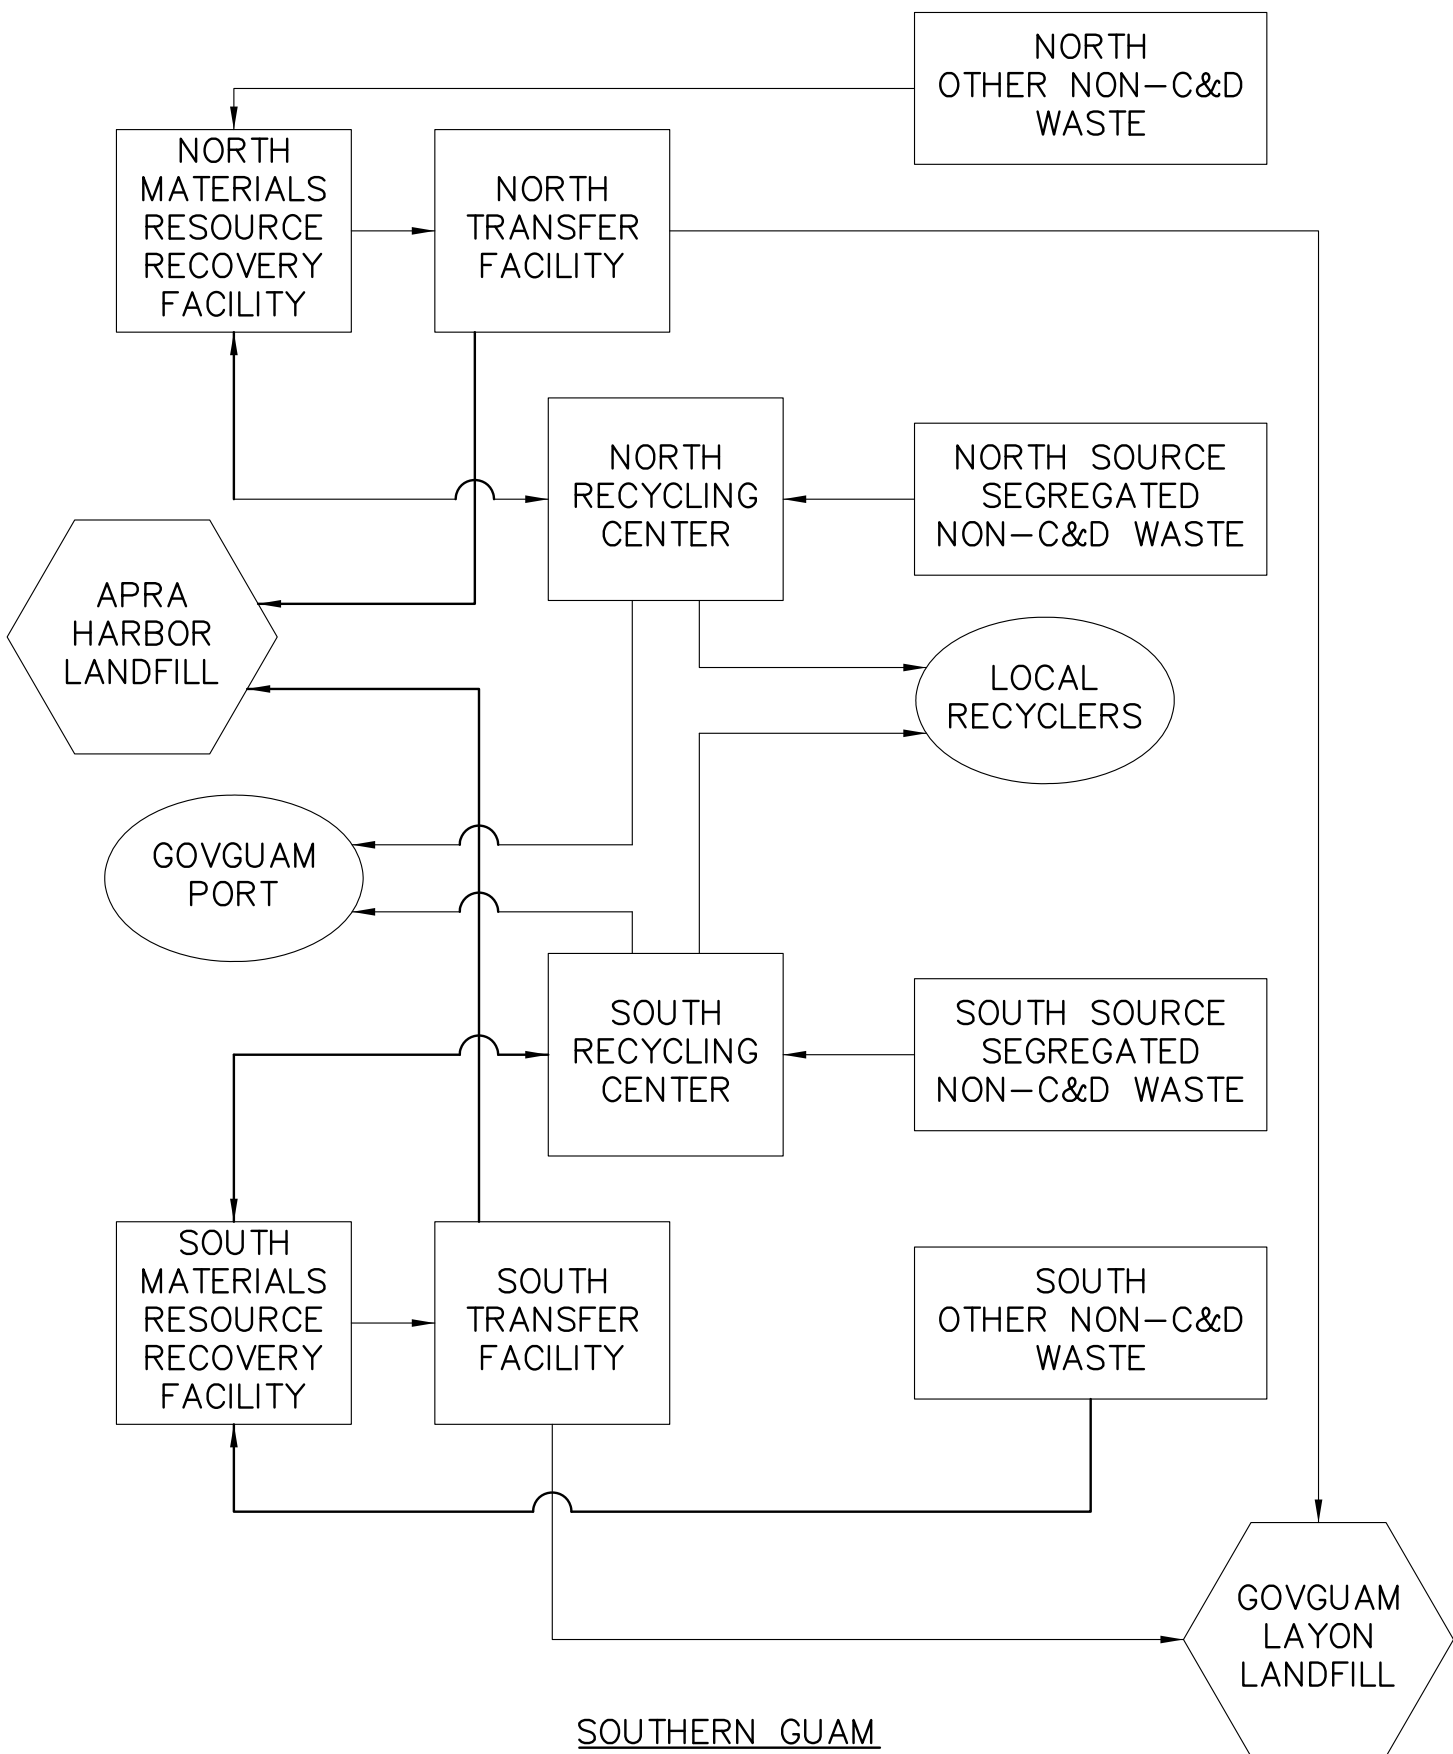 NORTH
OTHER NON-C&D
WASTE
NORTH
MATERIALS
RESOURCE
RECOVERY
FACILITY
NORTH
TRANSFER
FACILITY
NORTH
RECYCLING
CENTER
NORTH SOURCE
SEGREGATED
NON-C&D WASTE
APRA
HARBOR
LANDFILL
LOCAL
RECYCLERS
GOVGUAM
PORT
SOUTH
RECYCLING
CENTER
SOUTH SOURCE
SEGREGATED
NON-C&D WASTE
SOUTH
MATERIALS
RESOURCE
RECOVERY
FACILITY
SOUTH
TRANSFER
FACILITY
SOUTH
OTHER NON-C&D
WASTE
GOVGUAM
LAYON
LANDFILL
SOUTHERN GUAM